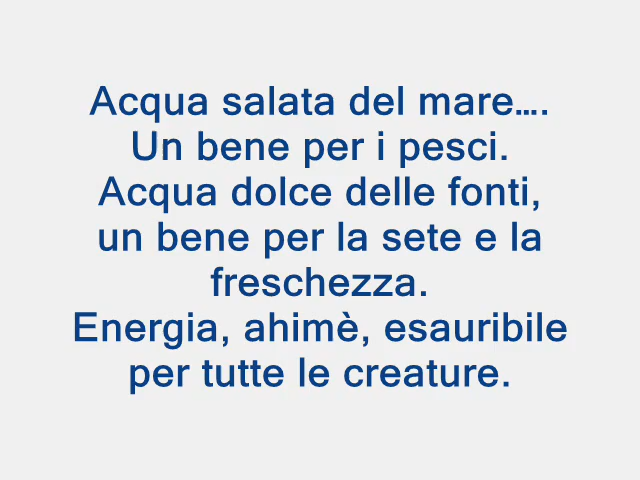 Acqua salata del mare….
Un bene per i pesci.
Acqua dolce delle fonti,
un bene per la sete e la
freschezza.
Energia, ahimè, esauribile
per tutte le creature.